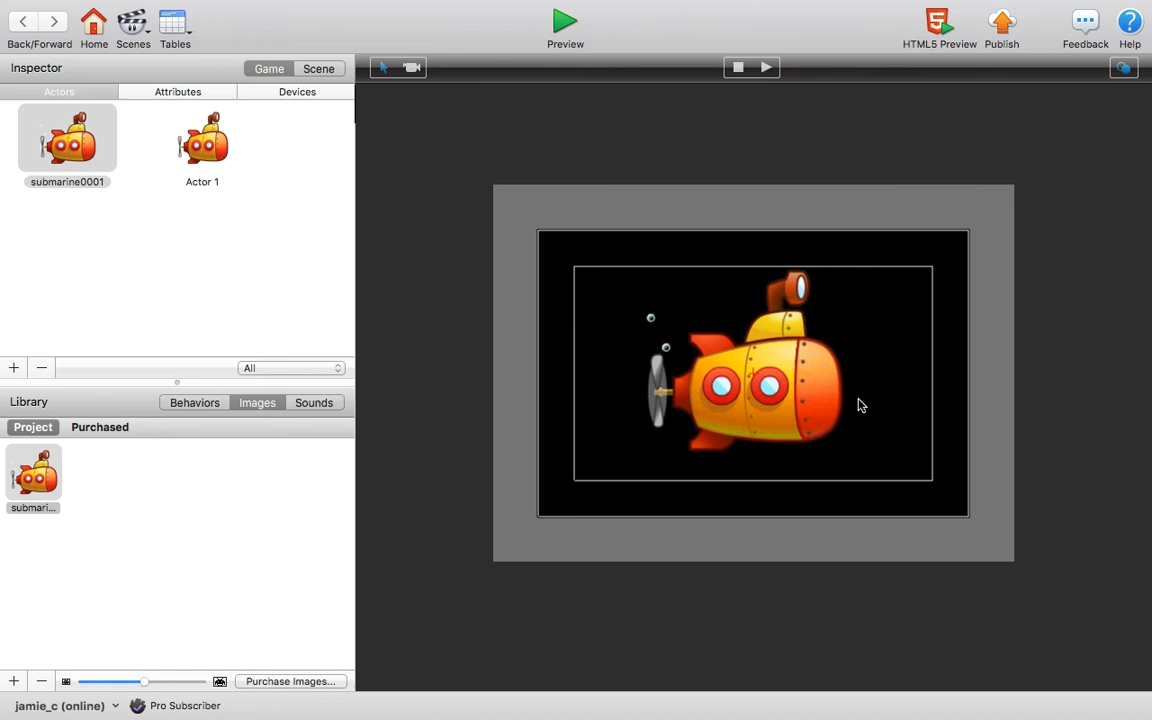 Back/Forward Home Scenes Tables Preview HTML5 Preview Publish Feedback Help
Inspector Game Scene
Actors Attributes Devices
submarine0001 Actor 1
All
Library Behaviors Images Sounds
Project Purchased
submari...
Purchase Images...
jamie_c (online) Pro Subscriber